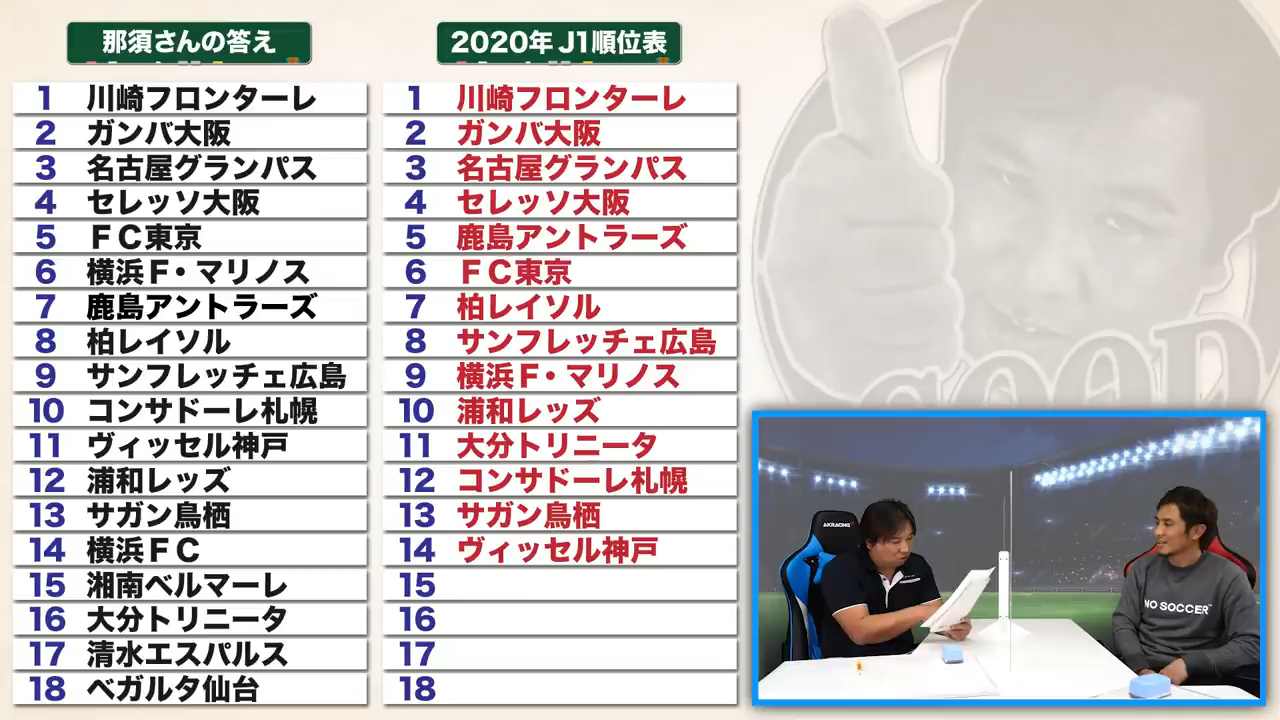 那須さんの答え
1 川崎フロンターレ
2 ガンバ大阪
3 名古屋グランパス
4 セレッソ大阪
5 ＦＣ東京
6 横浜Ｆ・マリノス
7 鹿島アントラーズ
8 柏レイソル
9 サンフレッチェ広島
10 コンサドーレ札幌
11 ヴィッセル神戸
12 浦和レッズ
13 サガン鳥栖
14 横浜ＦＣ
15 湘南ベルマーレ
16 大分トリニータ
17 清水エスパルス
18 ベガルタ仙台
2020年 J1順位表
1 川崎フロンターレ
2 ガンバ大阪
3 名古屋グランパス
4 セレッソ大阪
5 鹿島アントラーズ
6 ＦＣ東京
7 柏レイソル
8 サンフレッチェ広島
9 横浜Ｆ・マリノス
10 浦和レッズ
11 大分トリニータ
12 コンサドーレ札幌
13 サガン鳥栖
14 ヴィッセル神戸
15
16
17
18
GOOD
AKRACING
NO SOCCER